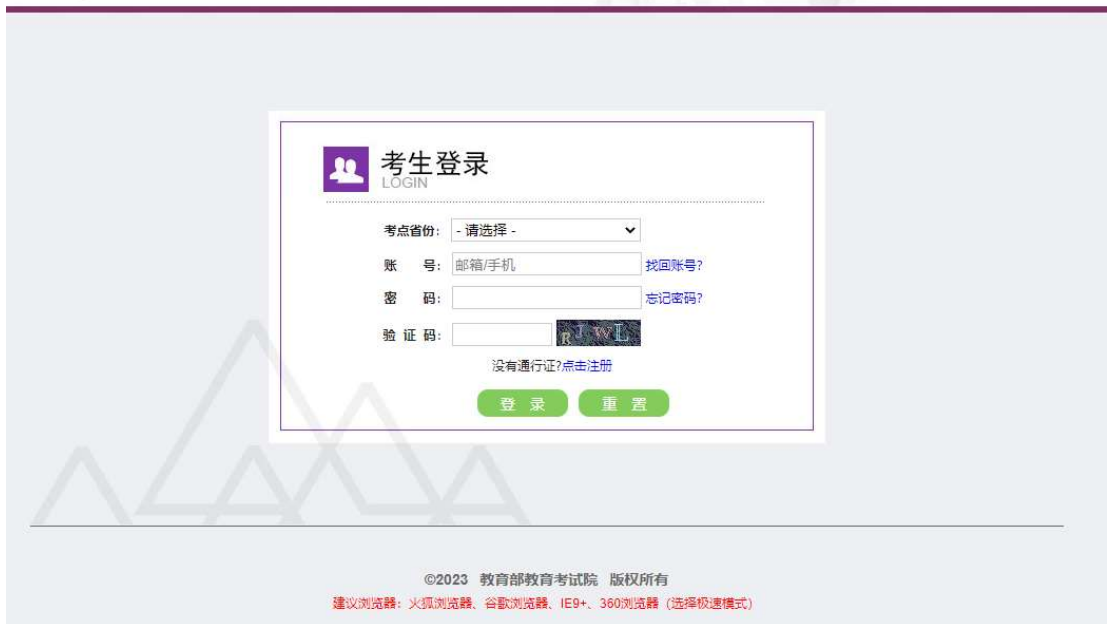 考生登录
LOGIN
考点省份: - 请选择 -
账 号: 邮箱/手机 找回账号?
密 码: 忘记密码?
验 证 码: RJWL
没有通行证?点击注册
登 录 重 置
©2023 教育部教育考试院 版权所有
建议浏览器：火狐浏览器、谷歌浏览器、IE9+、360浏览器（选择极速模式）